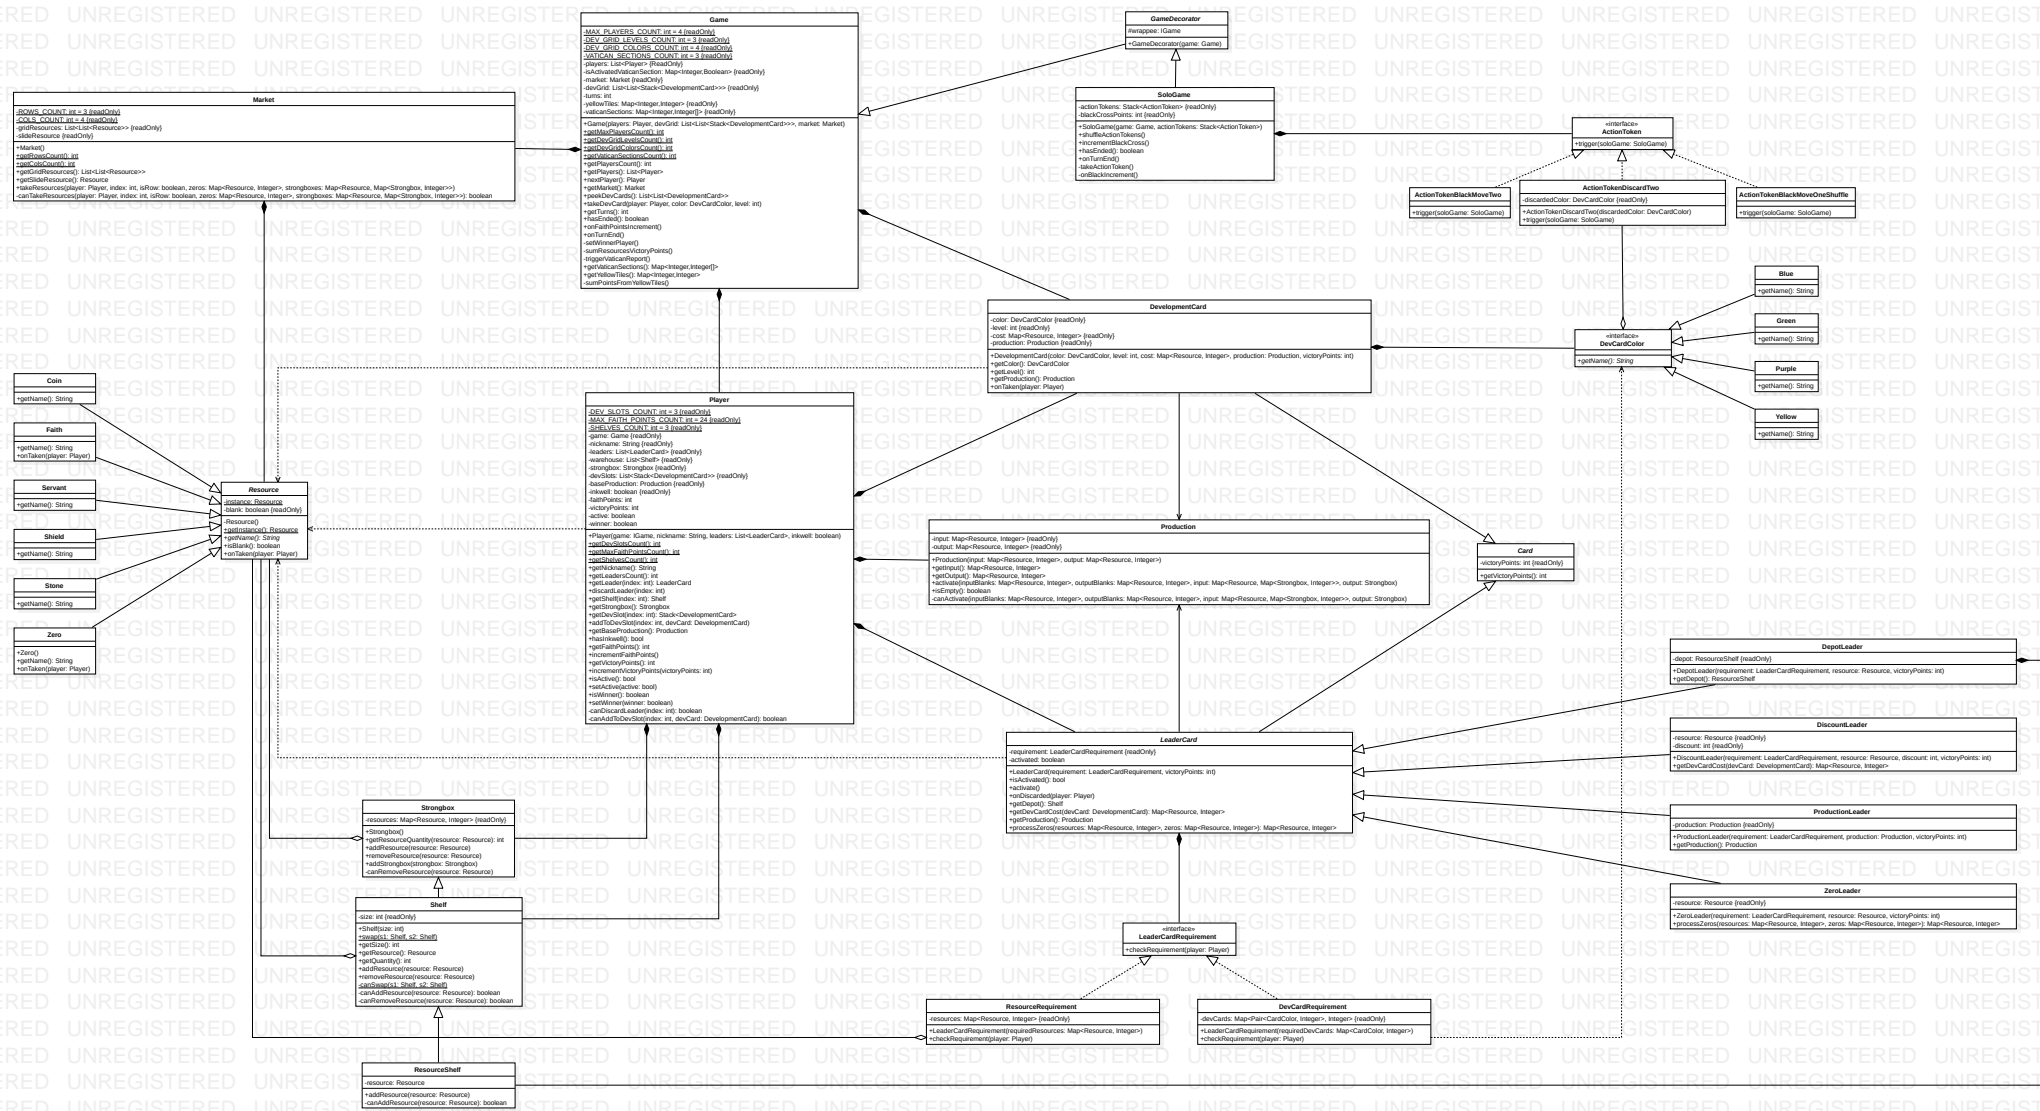 Game
-MAX_PLAYERS_COUNT: int = 4 {readOnly}
-DEV_GRID_LEVELS_COUNT: int = 3 {readOnly}
-DEV_GRID_COLORS_COUNT: int = 4 {readOnly}
-VATICAN_SECTIONS_COUNT: int = 3 {readOnly}
-players: List<Player> {ReadOnly}
-isActivatedVaticanSection: Map<Integer,Boolean> {readOnly}
-market: Market {readOnly}
-devGrid: List<List<Stack<DevelopmentCard>>> {readOnly}
-turns: int
-yellowTiles: Map<Integer,Integer> {readOnly}
-vaticanSections: Map<Integer,Integer[]> {readOnly}
+Game(players: Player, devGrid: List<List<Stack<DevelopmentCard>>>, market: Market)
+getMaxPlayersCount(): int
+getDevGridLevelsCount(): int
+getDevGridColorsCount(): int
+getVaticanSectionsCount(): int
+getPlayersCount(): int
+getPlayers(): List<Player>
+nextPlayer(): Player
+getMarket(): Market
+peekDevCards(): List<List<DevelopmentCard>>
+takeDevCard(player: Player, color: DevCardColor, level: int)
+getTurns(): int
+hasEnded(): boolean
+onFaithPointsIncrement()
+onTurnEnd()
-setWinnerPlayer()
-sumResourcesVictoryPoints()
-triggerVaticanReport()
+getVaticanSections(): Map<Integer,Integer[]>
+getYellowTiles(): Map<Integer,Integer>
-sumPointsFromYellowTiles()
GameDecorator
#wrappee: IGame
+GameDecorator(game: Game)
SoloGame
-actionTokens: Stack<ActionToken> {readOnly}
-blackCrossPoints: int {readOnly}
+SoloGame(game: Game, actionTokens: Stack<ActionToken>)
+shuffleActionTokens()
+incrementBlackCross()
+hasEnded(): boolean
+onTurnEnd()
-takeActionToken()
-onBlackIncrement()
Market
-ROWS_COUNT: int = 3 {readOnly}
-COLS_COUNT: int = 4 {readOnly}
-gridResources: List<List<Resource>> {readOnly}
-slideResource {readOnly}
+Market()
+getRowsCount(): int
+getColsCount(): int
+getGridResources(): List<List<Resource>>
+getSlideResource(): Resource
+takeResources(player: Player, index: int, isRow: boolean, zeros: Map<Resource, Integer>, strongboxes: Map<Resource, Map<Strongbox, Integer>>)
-canTakeResources(player: Player, index: int, isRow: boolean, zeros: Map<Resource, Integer>, strongboxes: Map<Resource, Map<Strongbox, Integer>>): boolean
«interface»
ActionToken
+trigger(soloGame: SoloGame)
ActionTokenBlackMoveTwo
+trigger(soloGame: SoloGame)
ActionTokenDiscardTwo
-discardedColor: DevCardColor {readOnly}
+ActionTokenDiscardTwo(discardedColor: DevCardColor)
+trigger(soloGame: SoloGame)
ActionTokenBlackMoveOneShuffle
+trigger(soloGame: SoloGame)
Blue
+getName(): String
Green
+getName(): String
Purple
+getName(): String
Yellow
+getName(): String
«interface»
DevCardColor
+getName(): String
DevelopmentCard
-color: DevCardColor {readOnly}
-level: int {readOnly}
-cost: Map<Resource, Integer> {readOnly}
-production: Production {readOnly}
+DevelopmentCard(color: DevCardColor, level: int, cost: Map<Resource, Integer>, production: Production, victoryPoints: int)
+getColor(): DevCardColor
+getLevel(): int
+getProduction(): Production
+onTaken(player: Player)
Coin
+getName(): String
Faith
+getName(): String
+onTaken(player: Player)
Servant
+getName(): String
Shield
+getName(): String
Stone
+getName(): String
Zero
+Zero()
+getName(): String
+onTaken(player: Player)
Resource
-instance: Resource
-blank: boolean {readOnly}
-Resource()
+getInstance(): Resource
+getName(): String
+isBlank(): boolean
+onTaken(player: Player)
Player
-DEV_SLOTS_COUNT: int = 3 {readOnly}
-MAX_FAITH_POINTS_COUNT: int = 24 {readOnly}
-SHELVES_COUNT: int = 3 {readOnly}
-game: Game {readOnly}
-nickname: String {readOnly}
-leaders: List<LeaderCard> {readOnly}
-warehouse: List<Shelf> {readOnly}
-strongbox: Strongbox {readOnly}
-devSlots: List<Stack<DevelopmentCard>> {readOnly}
-baseProduction: Production {readOnly}
-inkwell: boolean {readOnly}
-faithPoints: int
-victoryPoints: int
-active: boolean
-winner: boolean
+Player(game: IGame, nickname: String, leaders: List<LeaderCard>, inkwell: boolean)
+getDevSlotsCount(): int
+getMaxFaithPointsCount(): int
+getShelvesCount(): int
+getNickname(): String
+getLeadersCount(): int
+getLeader(index: int): LeaderCard
+discardLeader(index: int)
+getShelf(index: int): Shelf
+getStrongbox(): Strongbox
+getDevSlot(index: int): Stack<DevelopmentCard>
+addToDevSlot(index: int, devCard: DevelopmentCard)
+getBaseProduction(): Production
+hasInkwell(): bool
+getFaithPoints(): int
+incrementFaithPoints()
+getVictoryPoints(): int
+incrementVictoryPoints(victoryPoints: int)
+isActive(): bool
+setActive(active: bool)
+isWinner(): boolean
+setWinner(winner: boolean)
-canDiscardLeader(index: int): boolean
-canAddToDevSlot(index: int, devCard: DevelopmentCard): boolean
Production
-input: Map<Resource, Integer> {readOnly}
-output: Map<Resource, Integer> {readOnly}
+Production(input: Map<Resource, Integer>, output: Map<Resource, Integer>)
+getInput(): Map<Resource, Integer>
+getOutput(): Map<Resource, Integer>
+activate(inputBlanks: Map<Resource, Integer>, outputBlanks: Map<Resource, Integer>, input: Map<Resource, Map<Strongbox, Integer>>, output: Strongbox)
+isEmpty(): boolean
-canActivate(inputBlanks: Map<Resource, Integer>, outputBlanks: Map<Resource, Integer>, input: Map<Resource, Map<Strongbox, Integer>>, output: Strongbox)
Card
-victoryPoints: int {readOnly}
+getVictoryPoints(): int
LeaderCard
-requirement: LeaderCardRequirement {readOnly}
-activated: boolean
+LeaderCard(requirement: LeaderCardRequirement, victoryPoints: int)
+isActivated(): bool
+activate()
+onDiscarded(player: Player)
+getDepot(): Shelf
+getDevCardCost(devCard: DevelopmentCard): Map<Resource, Integer>
+getProduction(): Production
+processZeros(resources: Map<Resource, Integer>, zeros: Map<Resource, Integer>): Map<Resource, Integer>
DepotLeader
-depot: ResourceShelf {readOnly}
+DepotLeader(requirement: LeaderCardRequirement, resource: Resource, victoryPoints: int)
+getDepot(): ResourceShelf
DiscountLeader
-resource: Resource {readOnly}
-discount: int {readOnly}
+DiscountLeader(requirement: LeaderCardRequirement, resource: Resource, discount: int, victoryPoints: int)
+getDevCardCost(devCard: DevelopmentCard): Map<Resource, Integer>
ProductionLeader
-production: Production {readOnly}
+ProductionLeader(requirement: LeaderCardRequirement, production: Production, victoryPoints: int)
+getProduction(): Production
ZeroLeader
-resource: Resource {readOnly}
+ZeroLeader(requirement: LeaderCardRequirement, resource: Resource, victoryPoints: int)
+processZeros(resources: Map<Resource, Integer>, zeros: Map<Resource, Integer>): Map<Resource, Integer>
Strongbox
-resources: Map<Resource, Integer> {readOnly}
+Strongbox()
+getResourceQuantity(resource: Resource): int
+addResource(resource: Resource)
+removeResource(resource: Resource)
+addStrongbox(strongbox: Strongbox)
-canRemoveResource(resource: Resource)
Shelf
-size: int {readOnly}
+Shelf(size: int)
+swap(s1: Shelf, s2: Shelf)
+getSize(): int
+getResource(): Resource
+getQuantity(): int
+addResource(resource: Resource)
+removeResource(resource: Resource)
-canSwap(s1: Shelf, s2: Shelf)
-canAddResource(resource: Resource): boolean
-canRemoveResource(resource: Resource): boolean
ResourceShelf
-resource: Resource
+addResource(resource: Resource)
-canAddResource(resource: Resource): boolean
«interface»
LeaderCardRequirement
+checkRequirement(player: Player)
ResourceRequirement
-resources: Map<Resource, Integer> {readOnly}
+LeaderCardRequirement(requiredResources: Map<Resource, Integer>)
+checkRequirement(player: Player)
DevCardRequirement
-devCards: Map<Pair<CardColor, Integer>, Integer> {readOnly}
+LeaderCardRequirement(requiredDevCards: Map<CardColor, Integer>)
+checkRequirement(player: Player)